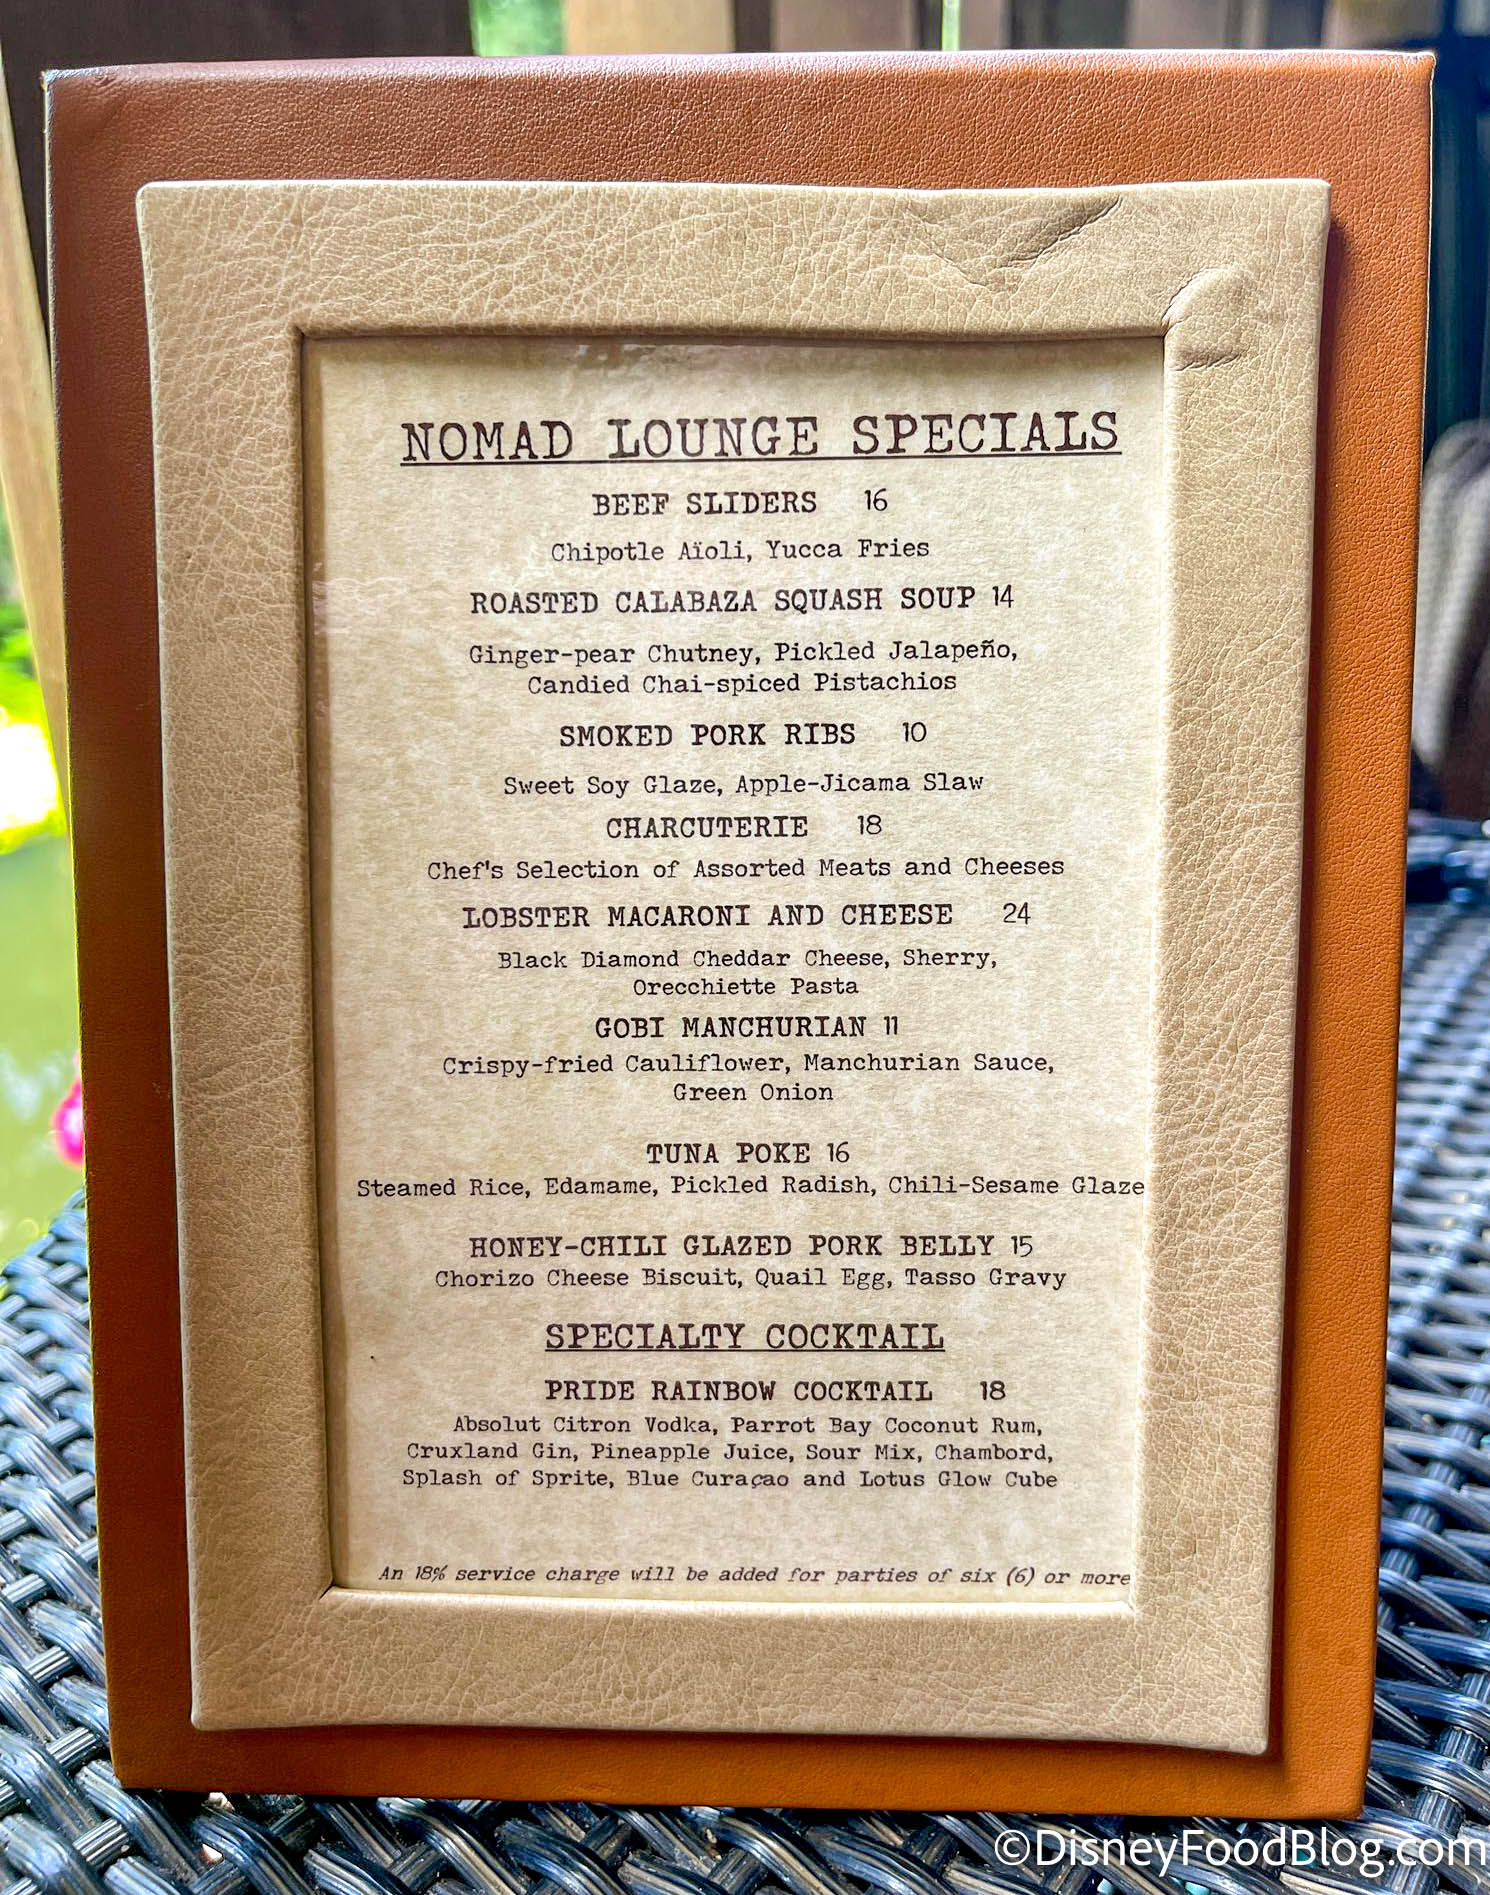 NOMAD LOUNGE SPECIALS
BEEF SLIDERS 16
Chipotle Aïoli, Yucca Fries
ROASTED CALABAZA SQUASH SOUP 14
Ginger-pear Chutney, Pickled Jalapeño,
Candied Chai-spiced Pistachios
SMOKED PORK RIBS 10
Sweet Soy Glaze, Apple-Jicama Slaw
CHARCUTERIE 18
Chef's Selection of Assorted Meats and Cheeses
LOBSTER MACARONI AND CHEESE 24
Black Diamond Cheddar Cheese, Sherry,
Orecchiette Pasta
GOBI MANCHURIAN 11
Crispy-fried Cauliflower, Manchurian Sauce,
Green Onion
TUNA POKE 16
Steamed Rice, Edamame, Pickled Radish, Chili-Sesame Glaze
HONEY-CHILI GLAZED PORK BELLY 15
Chorizo Cheese Biscuit, Quail Egg, Tasso Gravy
SPECIALTY COCKTAIL
PRIDE RAINBOW COCKTAIL 18
Absolut Citron Vodka, Parrot Bay Coconut Rum,
Cruxland Gin, Pineapple Juice, Sour Mix, Chambord,
Splash of Sprite, Blue Curaçao and Lotus Glow Cube
An 18% service charge will be added for parties of six (6) or more
©DisneyFoodBlog.com